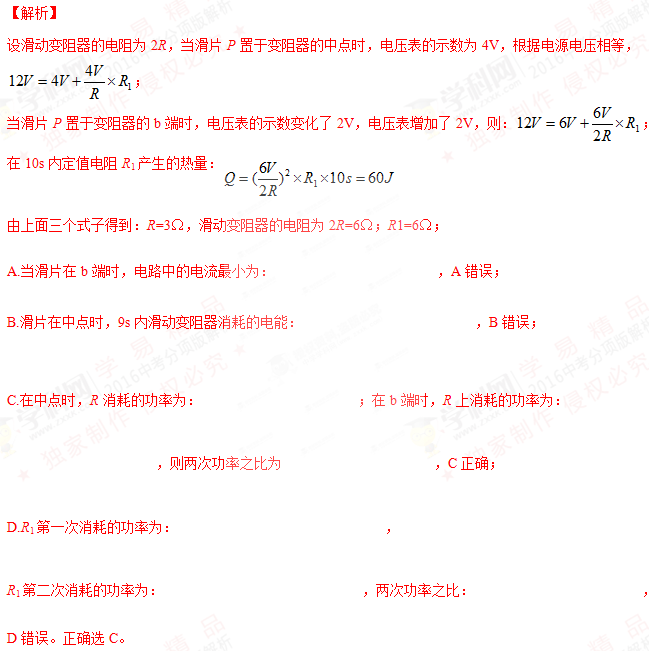 【解析】
设滑动变阻器的电阻为 2R，当滑片 P 置于变阻器的中点时，电压表的示数为 4V，根据电源电压相等，
12V = 4V + 4V/R × R₁；
当滑片 P 置于变阻器的 b 端时，电压表的示数变化了 2V，电压表增加了 2V，则：12V = 6V + 6V/2R × R₁；
在 10s 内定值电阻 R₁ 产生的热量：Q = (6V/2R)² × R₁ × 10s = 60J
由上面三个式子得到：R=3Ω，滑动变阻器的电阻为 2R=6Ω；R1=6Ω；
A.当滑片在 b 端时，电路中的电流最小为： ，A 错误；
B.滑片在中点时，9s 内滑动变阻器消耗的电能： ，B 错误；
C.在中点时，R 消耗的功率为： ；在 b 端时，R 上消耗的功率为：
，则两次功率之比为 ，C 正确；
D.R₁ 第一次消耗的功率为： ，
R₁ 第二次消耗的功率为： ，两次功率之比： ，
D 错误。正确选 C。